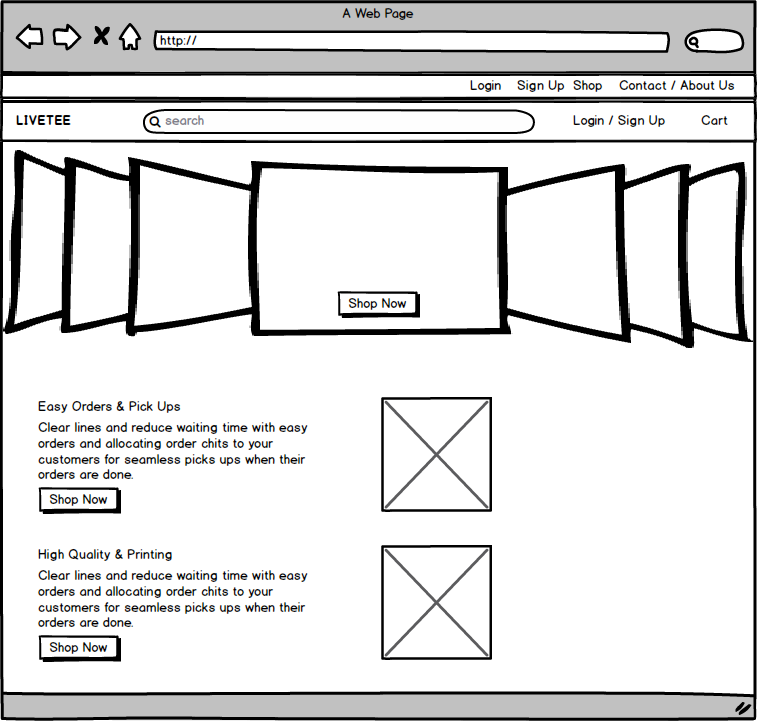 A Web Page
http://
Login Sign Up Shop Contact / About Us
LIVETEE search Login / Sign Up Cart
Shop Now
Easy Orders & Pick Ups
Clear lines and reduce waiting time with easy
orders and allocating order chits to your
customers for seamless picks ups when their
orders are done.
Shop Now
High Quality & Printing
Clear lines and reduce waiting time with easy
orders and allocating order chits to your
customers for seamless picks ups when their
orders are done.
Shop Now